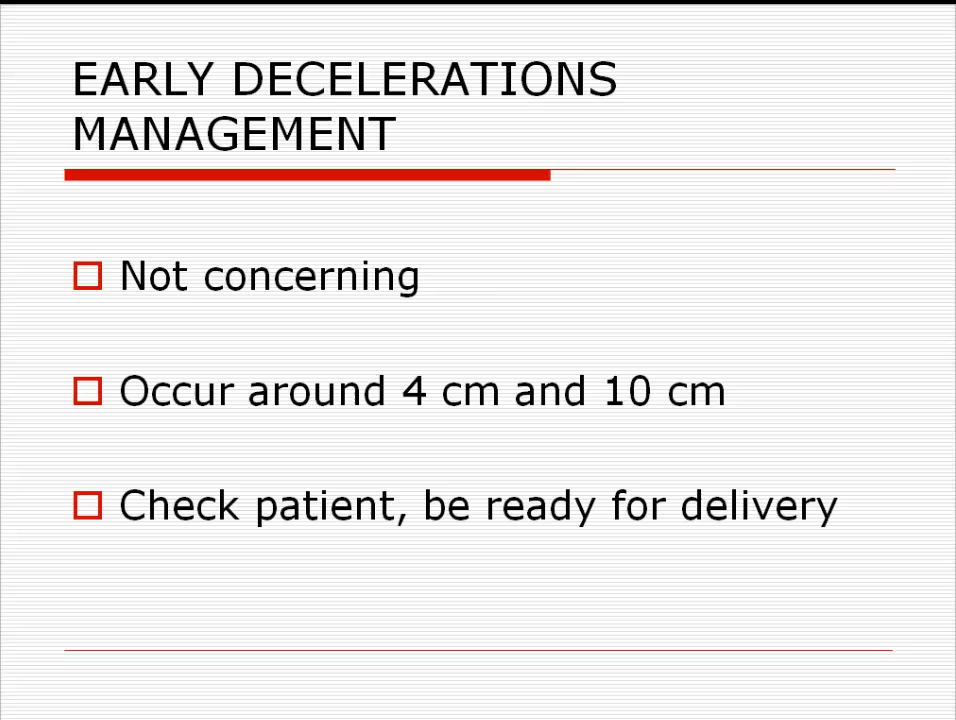 EARLY DECELERATIONS
MANAGEMENT
Not concerning
Occur around 4 cm and 10 cm
Check patient, be ready for delivery